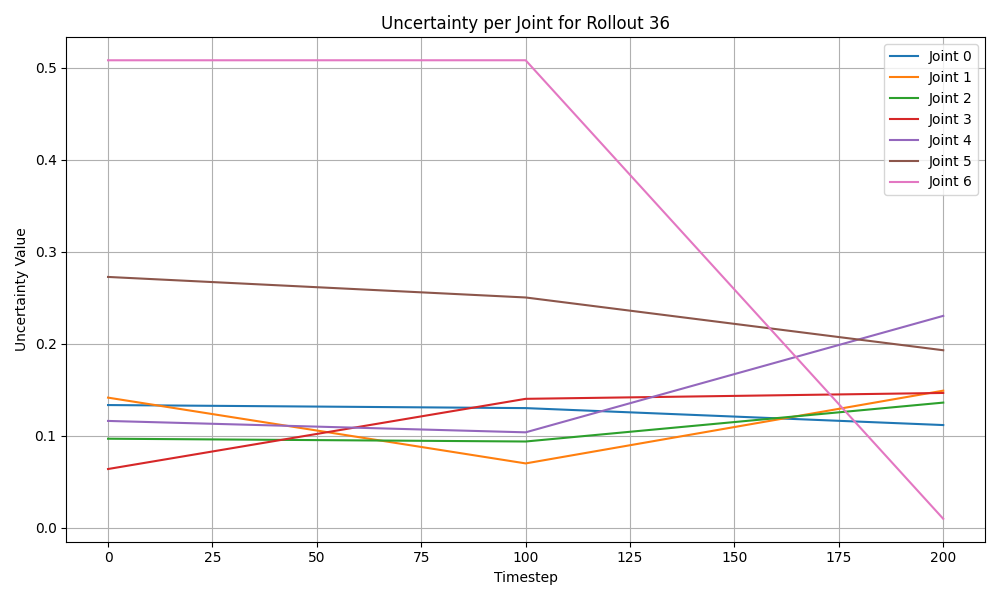 Uncertainty per Joint for Rollout 36
Uncertainty Value
0.5
0.4
0.3
0.2
0.1
0.0
Joint 0
Joint 1
Joint 2
Joint 3
Joint 4
Joint 5
Joint 6
0 25 50 75 100 125 150 175 200
Timestep